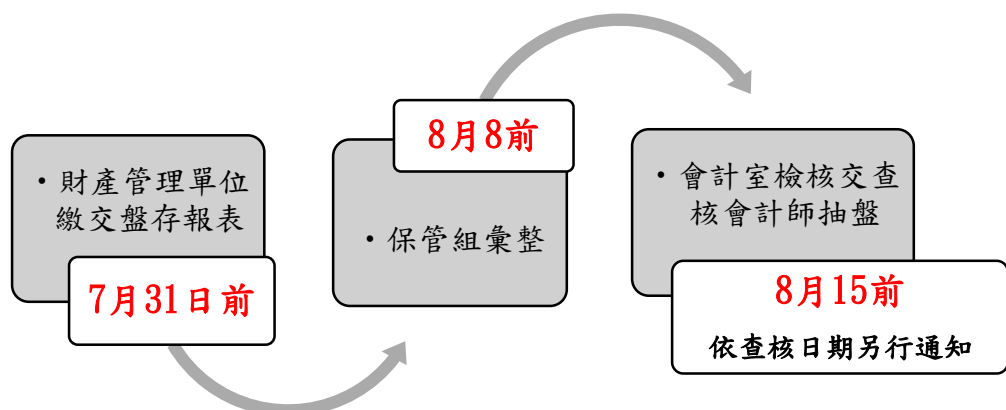 • 財產管理單位
繳交盤存報表
7月31日前
8月8前
• 保管組彙整
• 會計室檢核交查
核會計師抽盤
8月15前
依查核日期另行通知